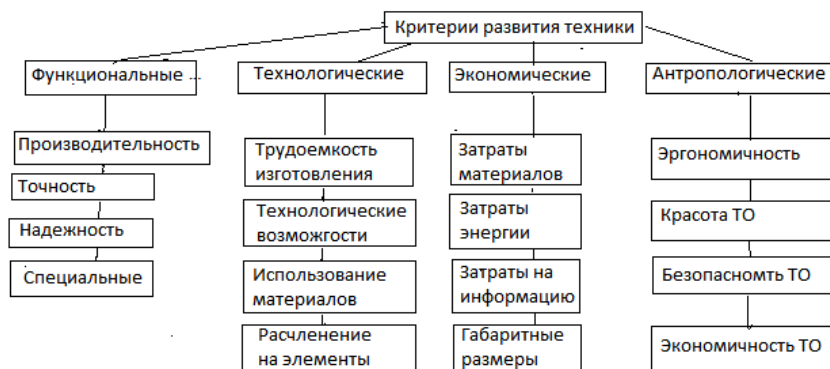 Критерии развития техники
Функциональные ...
Технологические
Экономические
Антропологические
Производительность
Точность
Надежность
Специальные
Трудоемкость
изготовления
Технологические
возможгости
Использование
материалов
Расчленение
на элементы
Затраты
материалов
Затраты
энергии
Затраты на
информацию
Габаритные
размеры
Эргономичность
Красота ТО
Безопасномть ТО
Экономичность ТО